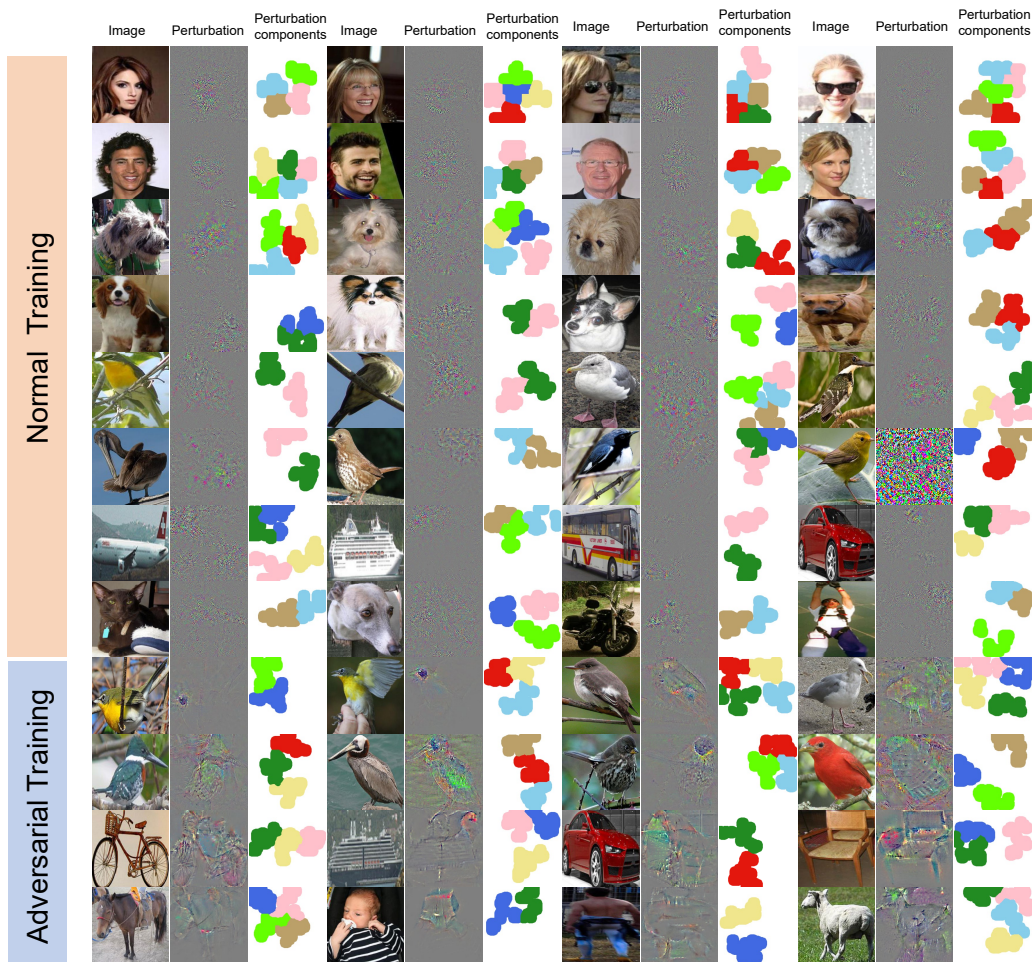 Image Perturbation Perturbation components Image Perturbation Perturbation components Image Perturbation Perturbation components Image Perturbation Perturbation components
Normal Training
Adversarial Training